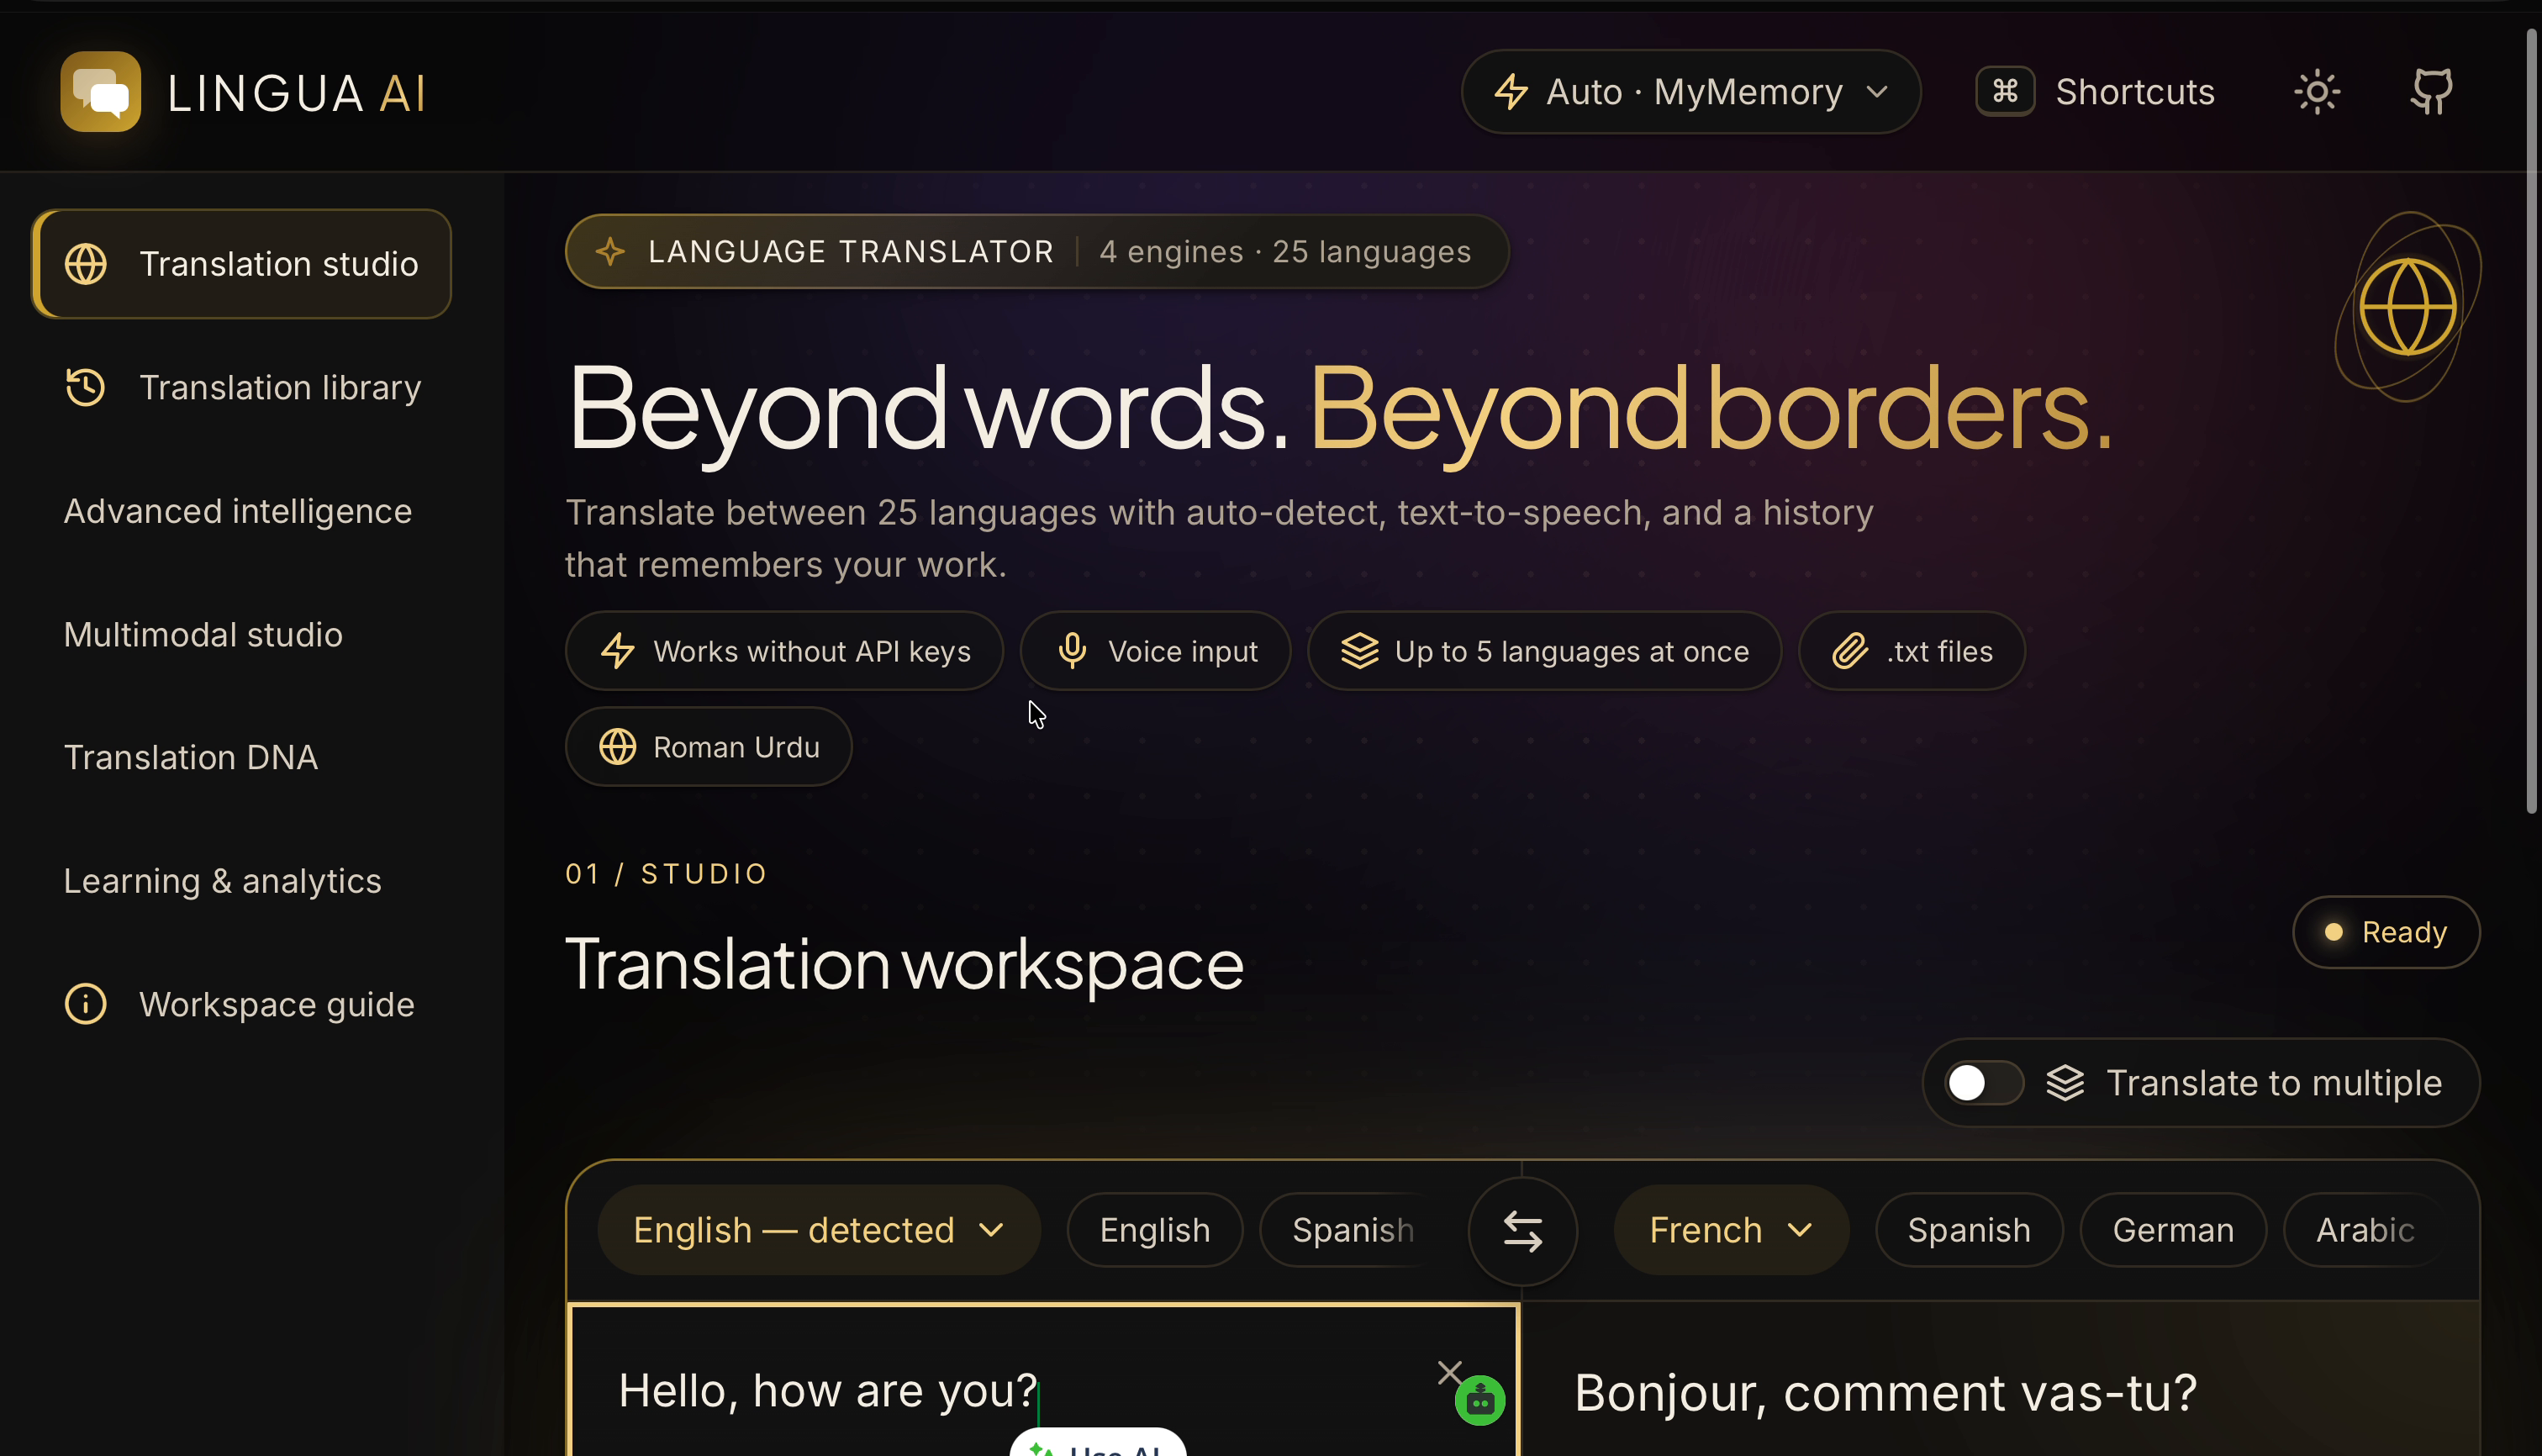 LINGUA AI
Auto · MyMemory
⌘ Shortcuts
Translation studio
Translation library
Advanced intelligence
Multimodal studio
Translation DNA
Learning & analytics
Workspace guide
LANGUAGE TRANSLATOR | 4 engines · 25 languages
Beyond words. Beyond borders.
Translate between 25 languages with auto-detect, text-to-speech, and a history
that remembers your work.
Works without API keys
Voice input
Up to 5 languages at once
.txt files
Roman Urdu
01 / STUDIO
Translation workspace
Ready
Translate to multiple
English — detected
English
Spanish
French
Spanish
German
Arabic
Hello, how are you?
Bonjour, comment vas-tu?
Use AI